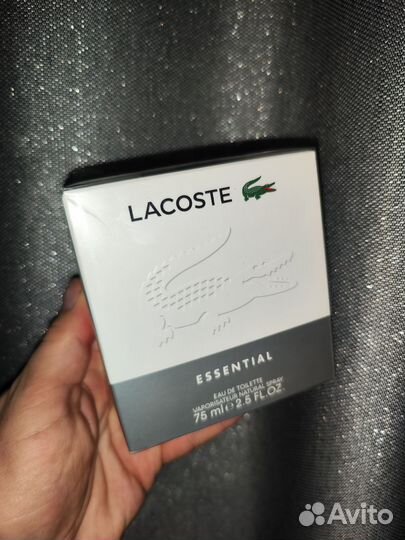 LACOSTE
ESSENTIAL
EAU DE TOILETTE
VAPORISATEUR NATURAL SPRAY
75 ml e 2.5 FL.OZ.
Avito